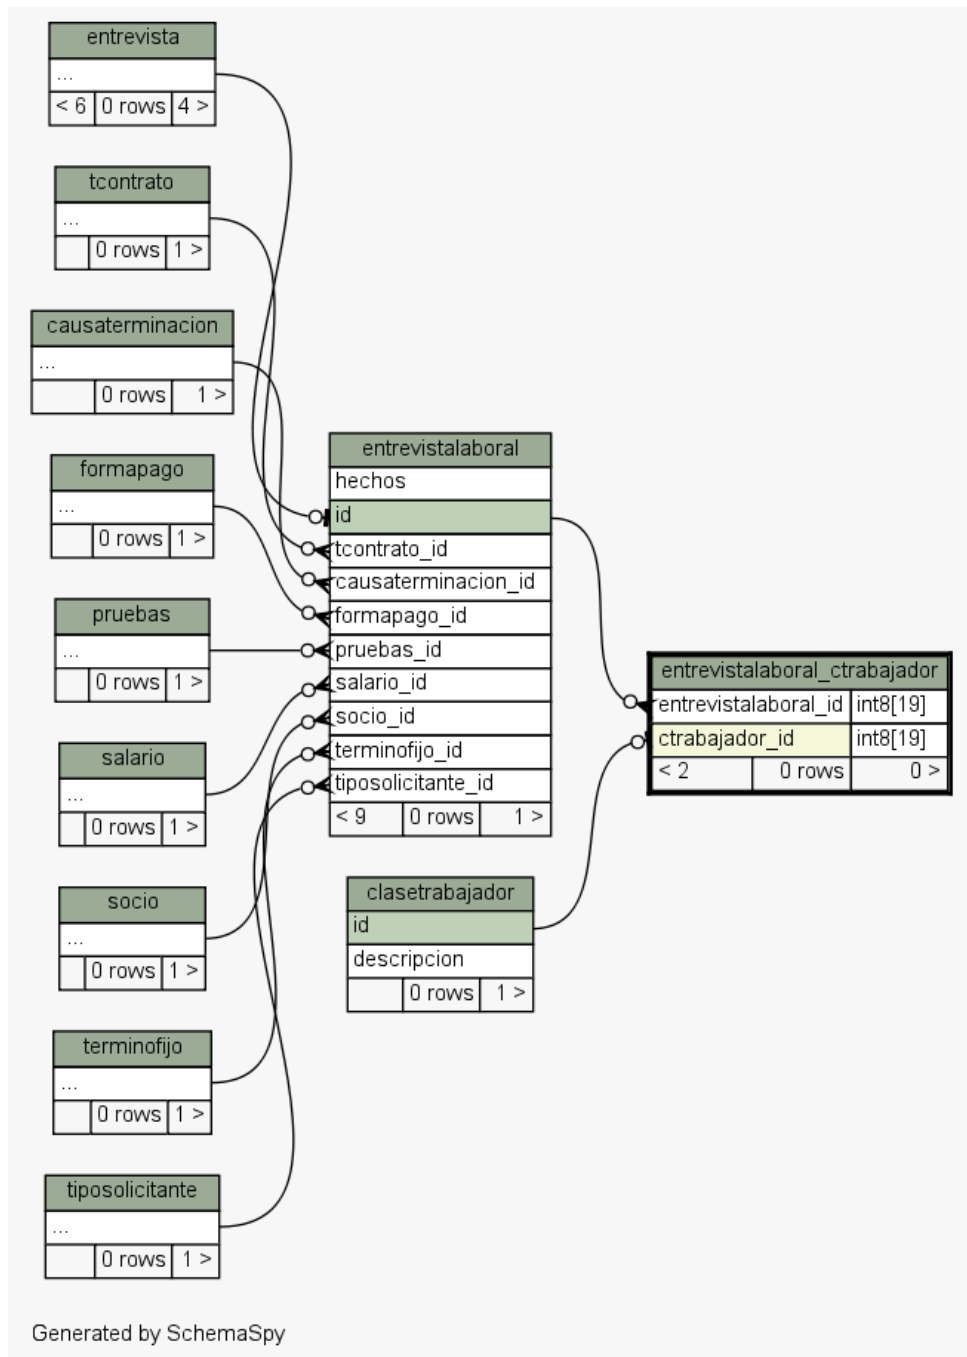 entrevista
...
< 6 0 rows 4 >
tcontrato
...
0 rows 1 >
causaterminacion
...
0 rows 1 >
formapago
...
0 rows 1 >
pruebas
...
0 rows 1 >
salario
...
0 rows 1 >
socio
...
0 rows 1 >
terminofijo
...
0 rows 1 >
tiposolicitante
...
0 rows 1 >
entrevistalaboral
hechos
id
tcontrato_id
causaterminacion_id
formapago_id
pruebas_id
salario_id
socio_id
terminofijo_id
tiposolicitante_id
< 9 0 rows 1 >
clasetrabajador
id
descripcion
0 rows 1 >
entrevistalaboral_ctrabajador
entrevistalaboral_id int8[19]
ctrabajador_id int8[19]
< 2 0 rows 0 >
Generated by SchemaSpy